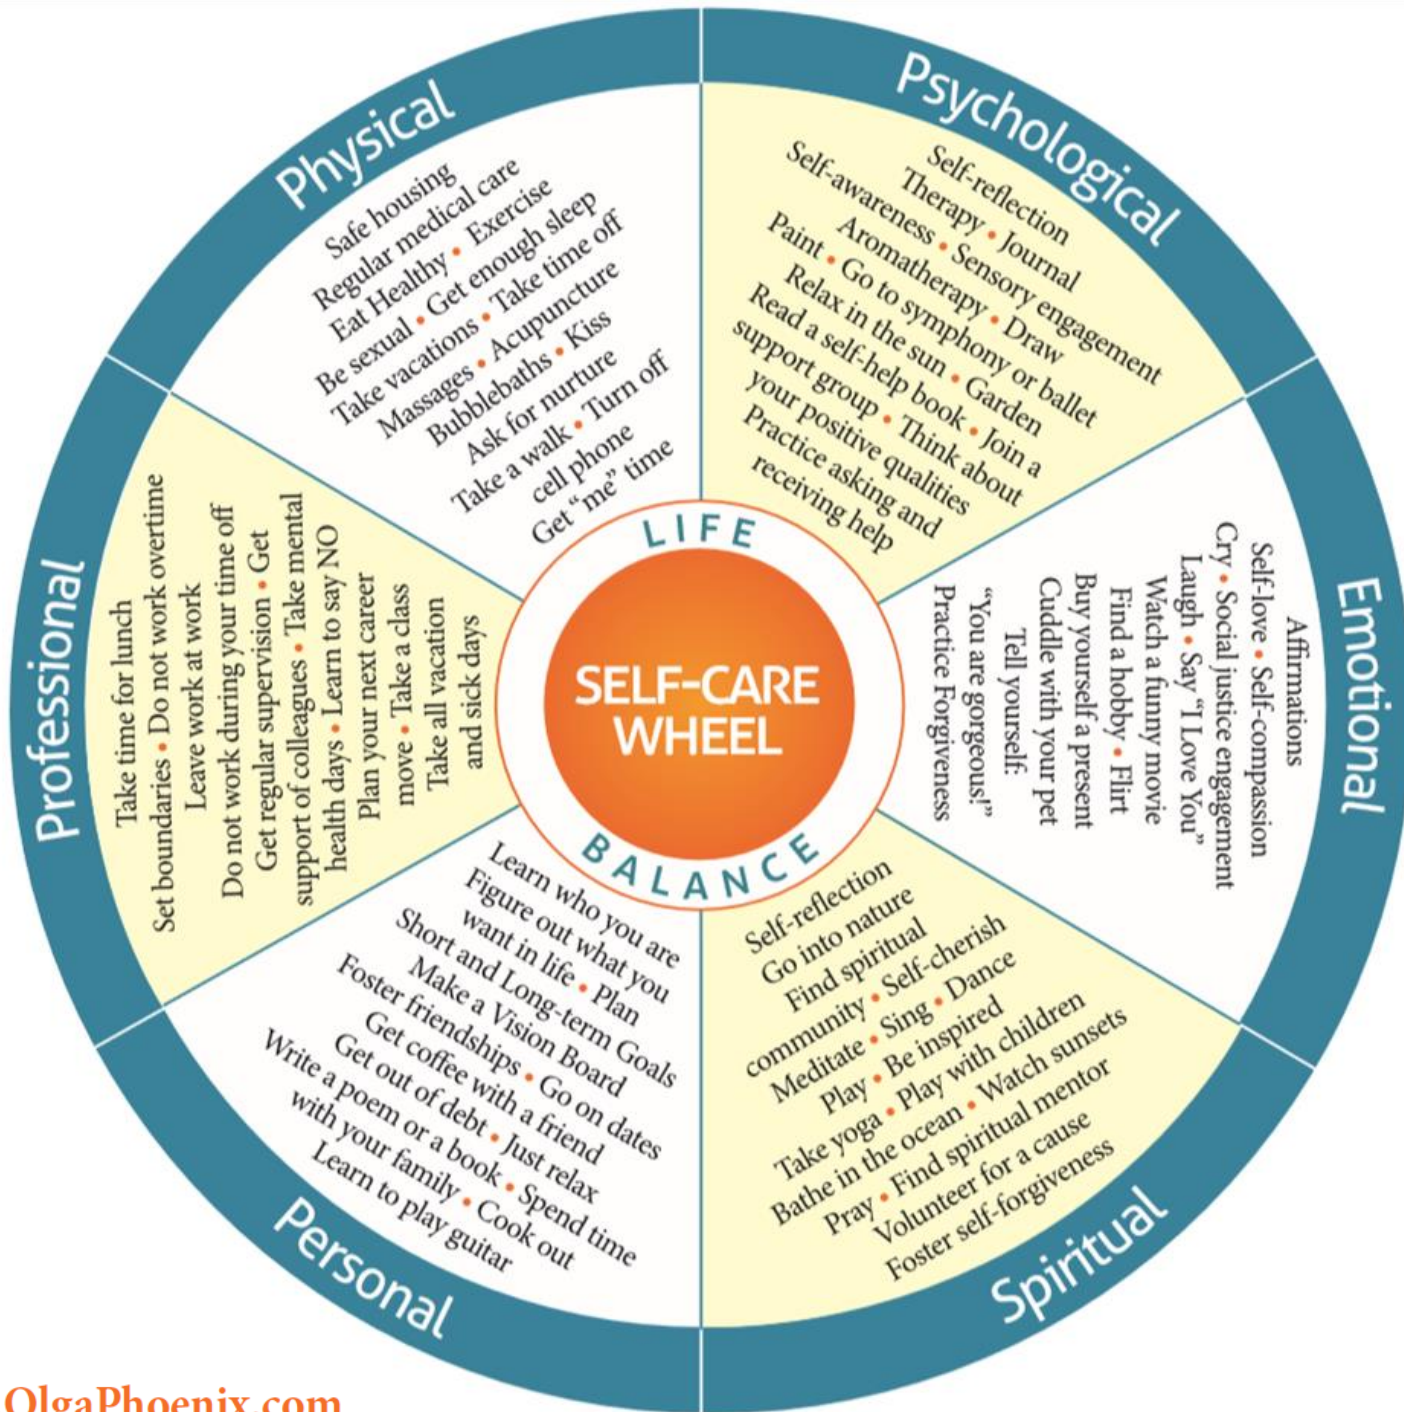 Physical
Safe housing
Regular medical care
Eat Healthy • Exercise
Be sexual • Get enough sleep
Take vacations • Take time off
Massages • Acupuncture
Bubblebaths • Kiss
Ask for nurture
Take a walk • Turn off
cell phone
Get “me” time
Psychological
Self-reflection
Therapy • Journal
Self-awareness • Sensory engagement
Aromatherapy • Draw
Paint • Go to symphony or ballet
Relax in the sun • Garden
Read a self-help book • Join a
support group • Think about
your positive qualities
Practice asking and
receiving help
Emotional
Affirmations
Self-love • Self-compassion
Cry • Social justice engagement
Laugh • Say “I Love You”
Watch a funny movie
Find a hobby • Flirt
Buy yourself a present
Cuddle with your pet
Tell yourself:
“You are gorgeous!”
Practice Forgiveness
Spiritual
Self-reflection
Go into nature
Find spiritual
community • Self-cherish
Meditate • Sing • Dance
Play • Be inspired
Take yoga • Play with children
Bathe in the ocean • Watch sunsets
Pray • Find spiritual mentor
Volunteer for a cause
Foster self-forgiveness
Personal
Learn who you are
Figure out what you
want in life • Plan
Short and Long-term Goals
Make a Vision Board
Foster friendships • Go on dates
Get coffee with a friend
Get out of debt • Just relax
Write a poem or a book • Spend time
with your family • Cook out
Learn to play guitar
Professional
Take time for lunch
Set boundaries • Do not work overtime
Leave work at work
Do not work during your time off
Get regular supervision • Get
support of colleagues • Take mental
health days • Learn to say NO
Plan your next career
move • Take a class
Take all vacation
and sick days
LIFE
SELF-CARE
WHEEL
BALANCE
OlgaPhoenix.com